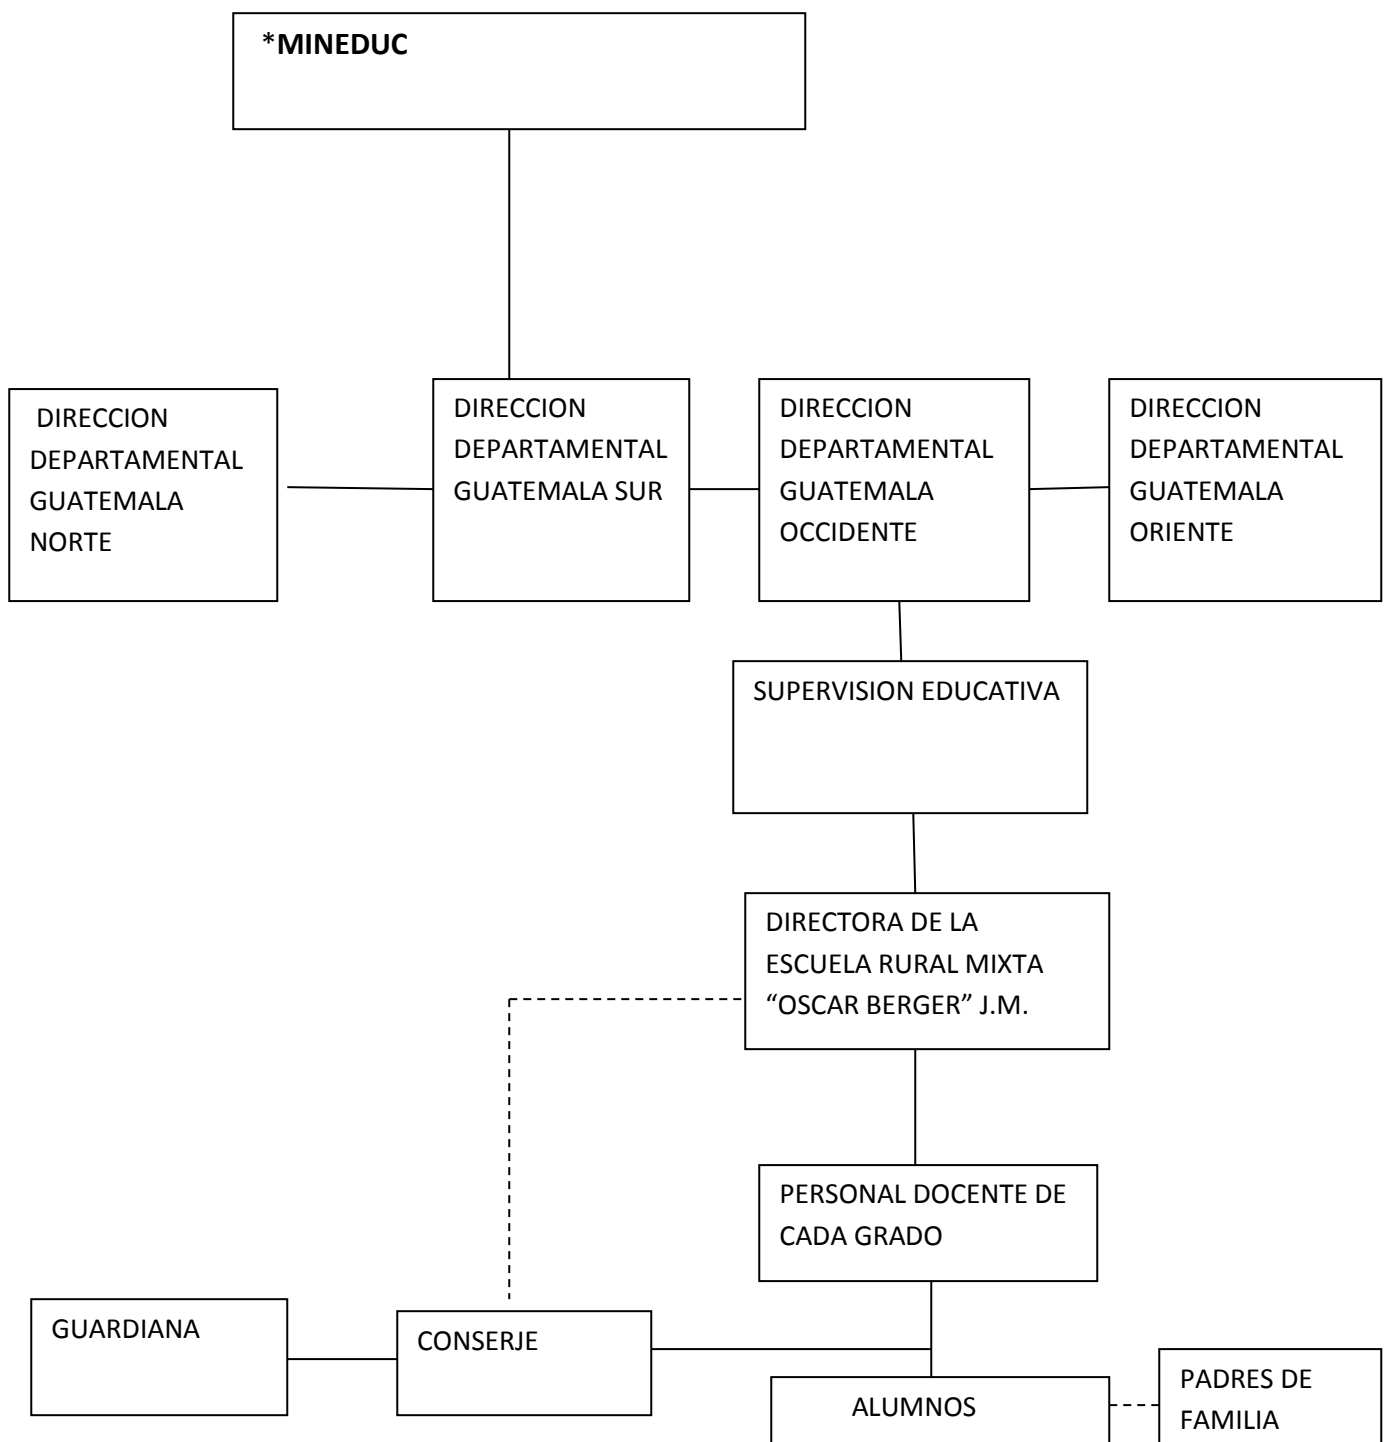 *MINEDUC
DIRECCION
DEPARTAMENTAL
GUATEMALA
NORTE
DIRECCION
DEPARTAMENTAL
GUATEMALA SUR
DIRECCION
DEPARTAMENTAL
GUATEMALA
OCCIDENTE
DIRECCION
DEPARTAMENTAL
GUATEMALA
ORIENTE
SUPERVISION EDUCATIVA
DIRECTORA DE LA
ESCUELA RURAL MIXTA
“OSCAR BERGER” J.M.
PERSONAL DOCENTE DE
CADA GRADO
GUARDIANA
CONSERJE
ALUMNOS
PADRES DE
FAMILIA